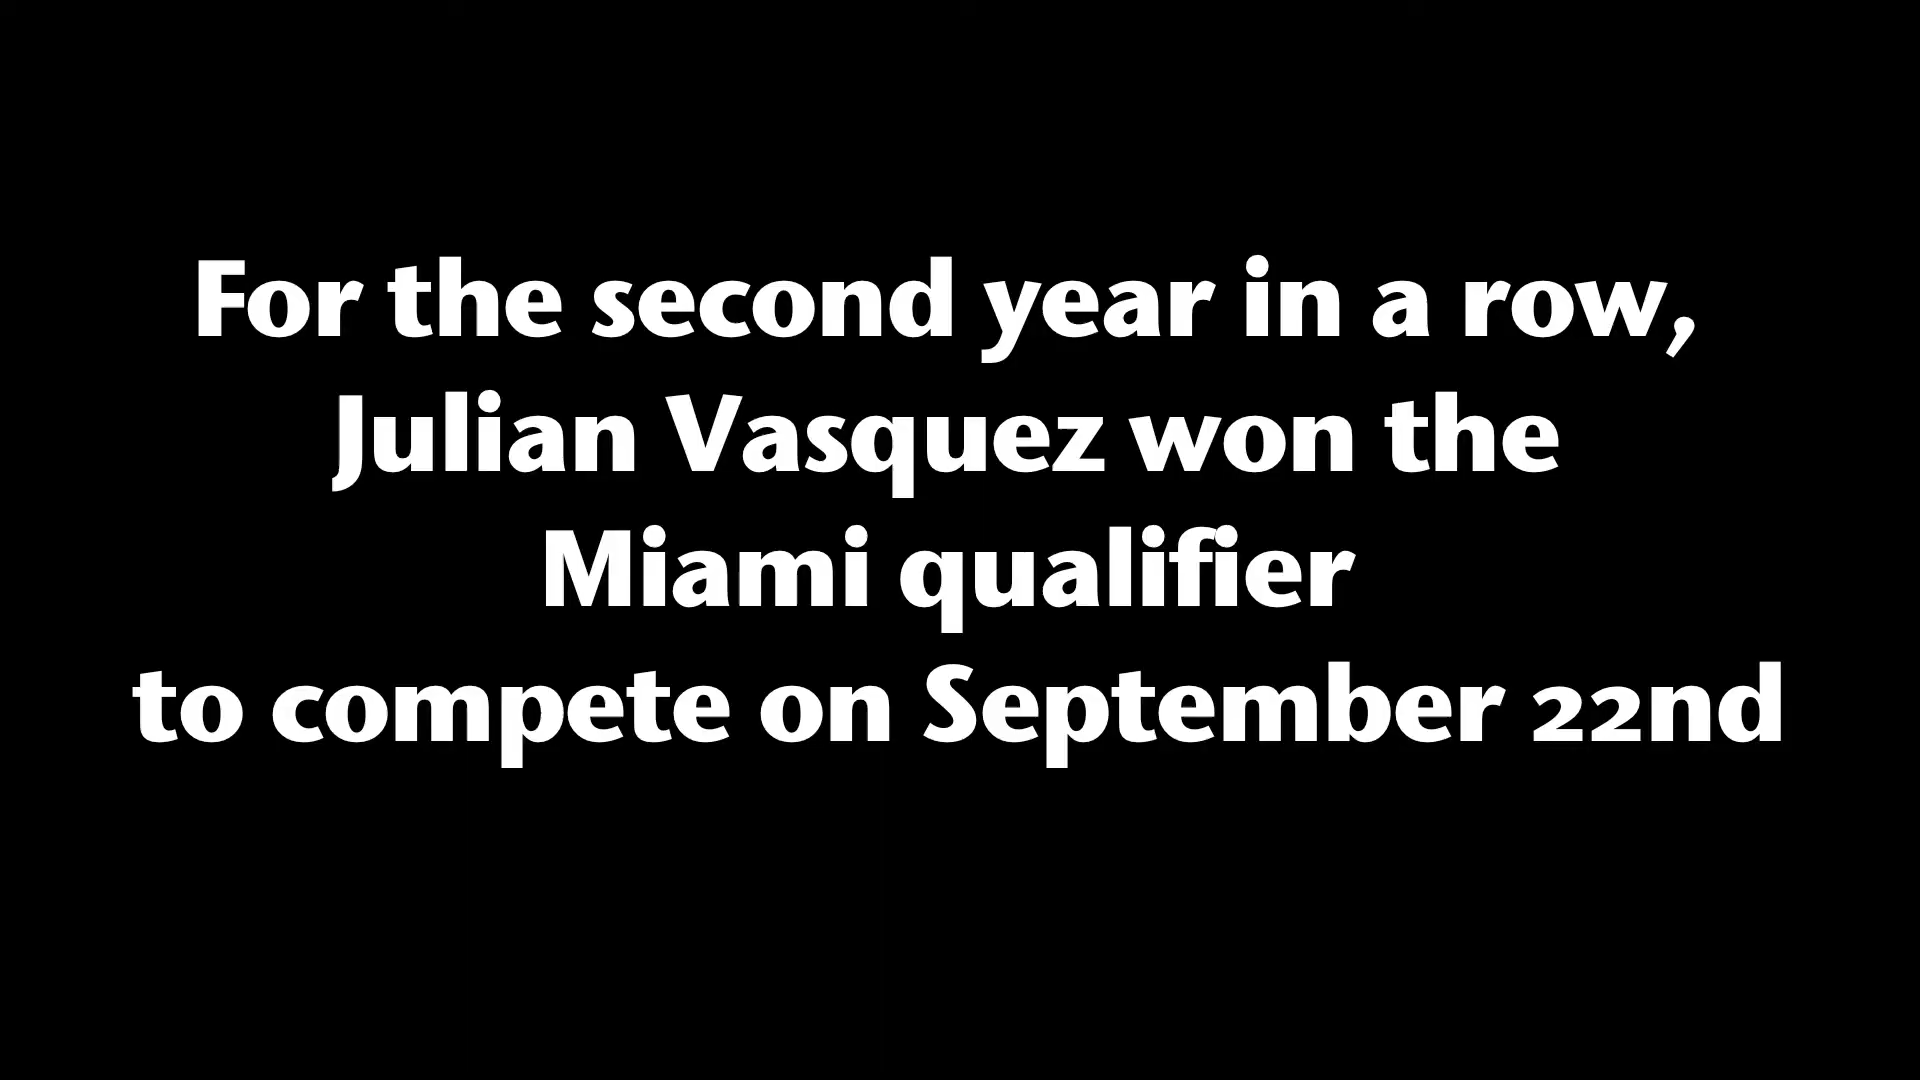 For the second year in a row,
Julian Vasquez won the
Miami qualifier
to compete on September 22nd